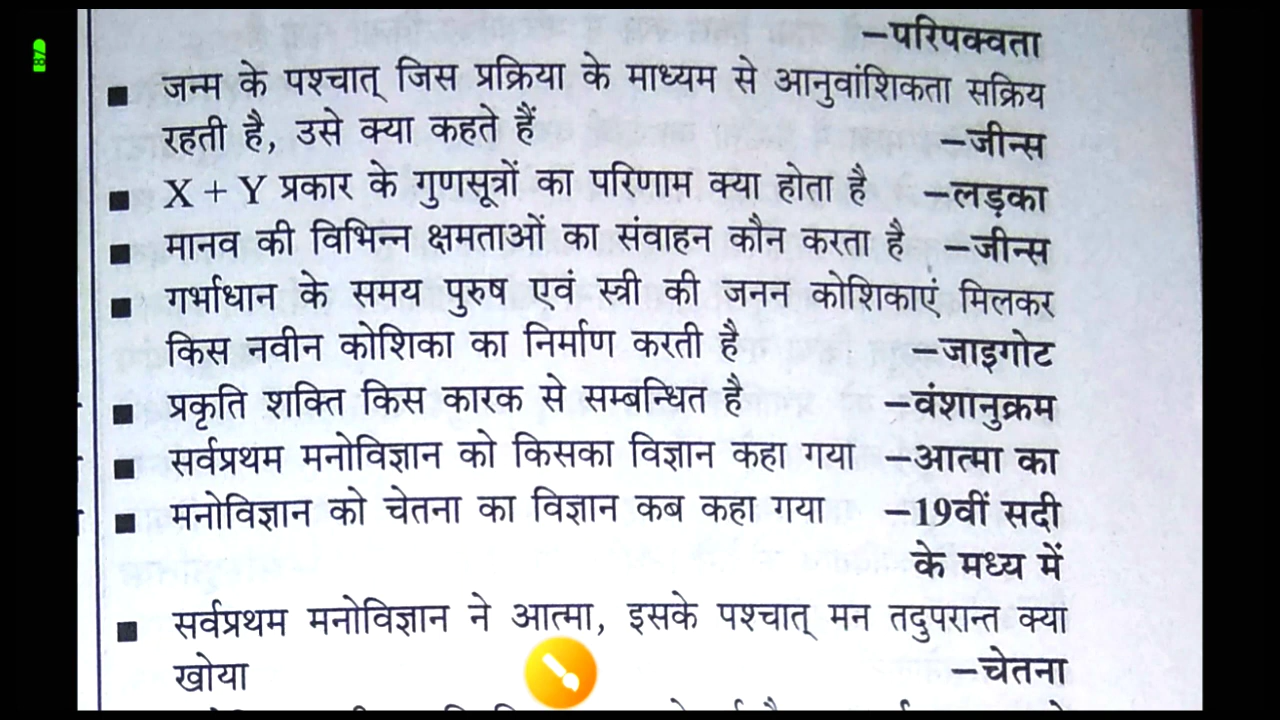 –परिपक्वता
■ जन्म के पश्चात् जिस प्रक्रिया के माध्यम से आनुवांशिकता सक्रिय
रहती है, उसे क्या कहते हैं –जीन्स
■ X + Y प्रकार के गुणसूत्रों का परिणाम क्या होता है –लड़का
■ मानव की विभिन्न क्षमताओं का संवाहन कौन करता है –जीन्स
■ गर्भाधान के समय पुरुष एवं स्त्री की जनन कोशिकाएं मिलकर
किस नवीन कोशिका का निर्माण करती है –जाइगोट
■ प्रकृति शक्ति किस कारक से सम्बन्धित है –वंशानुक्रम
■ सर्वप्रथम मनोविज्ञान को किसका विज्ञान कहा गया –आत्मा का
■ मनोविज्ञान को चेतना का विज्ञान कब कहा गया –19वीं सदी
के मध्य में
■ सर्वप्रथम मनोविज्ञान ने आत्मा, इसके पश्चात् मन तदुपरान्त क्या
खोया –चेतना